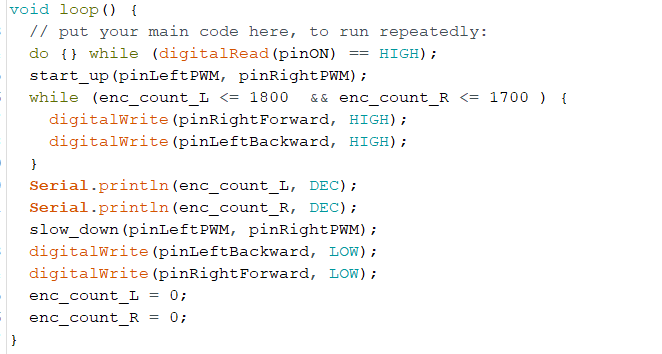 void loop() {
// put your main code here, to run repeatedly:
do {} while (digitalRead(pinON) == HIGH);
start_up(pinLeftPWM, pinRightPWM);
while (enc_count_L <= 1800  && enc_count_R <= 1700 ) {
digitalWrite(pinRightForward, HIGH);
digitalWrite(pinLeftBackward, HIGH);
}
Serial.println(enc_count_L, DEC);
Serial.println(enc_count_R, DEC);
slow_down(pinLeftPWM, pinRightPWM);
digitalWrite(pinLeftBackward, LOW);
digitalWrite(pinRightForward, LOW);
enc_count_L = 0;
enc_count_R = 0;
}